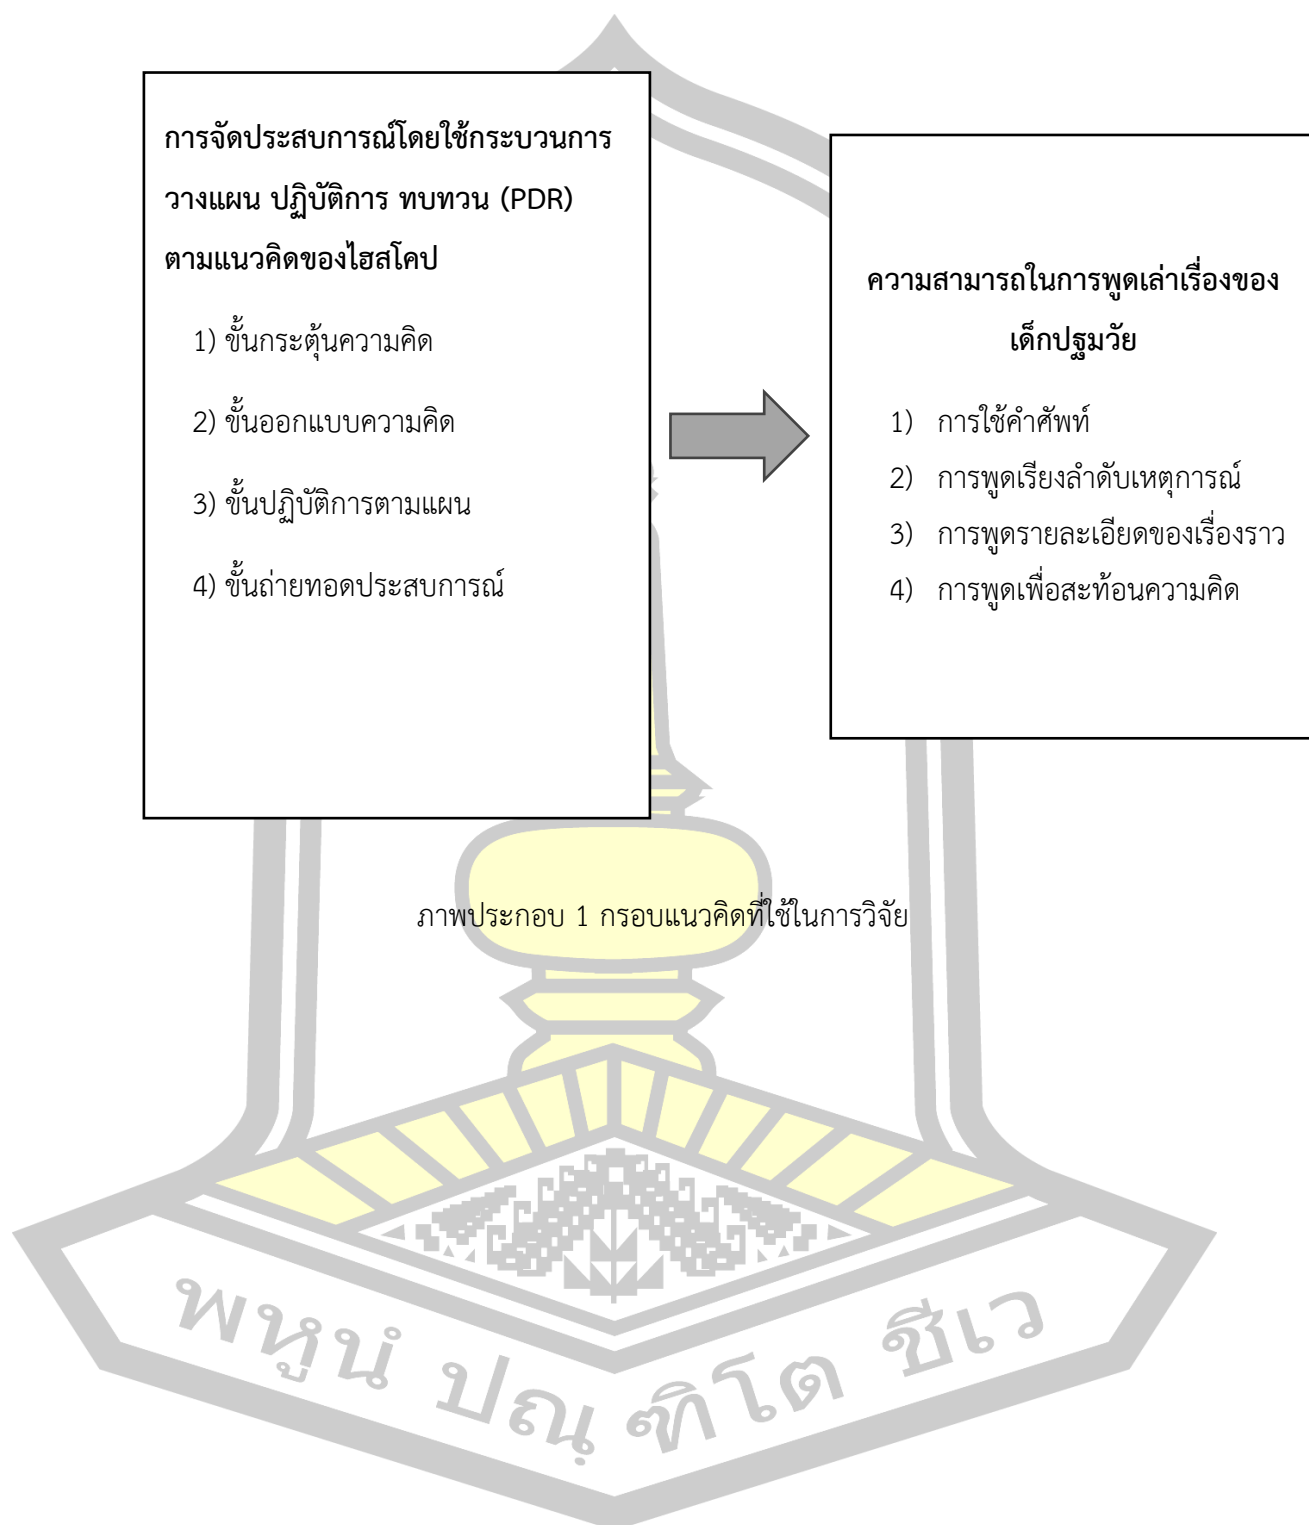 การจัดประสบการณ์โดยใช้กระบวนการ
วางแผน ปฏิบัติการ ทบทวน (PDR)
ตามแนวคิดของไฮสโคป
1) ขั้นกระตุ้นความคิด
2) ขั้นออกแบบความคิด
3) ขั้นปฏิบัติการตามแผน
4) ขั้นถ่ายทอดประสบการณ์
ความสามารถในการพูดเล่าเรื่องของ
เด็กปฐมวัย
1) การใช้คำศัพท์
2) การพูดเรียงลำดับเหตุการณ์
3) การพูดรายละเอียดของเรื่องราว
4) การพูดเพื่อสะท้อนความคิด
ภาพประกอบ 1 กรอบแนวคิดที่ใช้ในการวิจัย
พหูนํ ปณฺฑิโต ชีเว